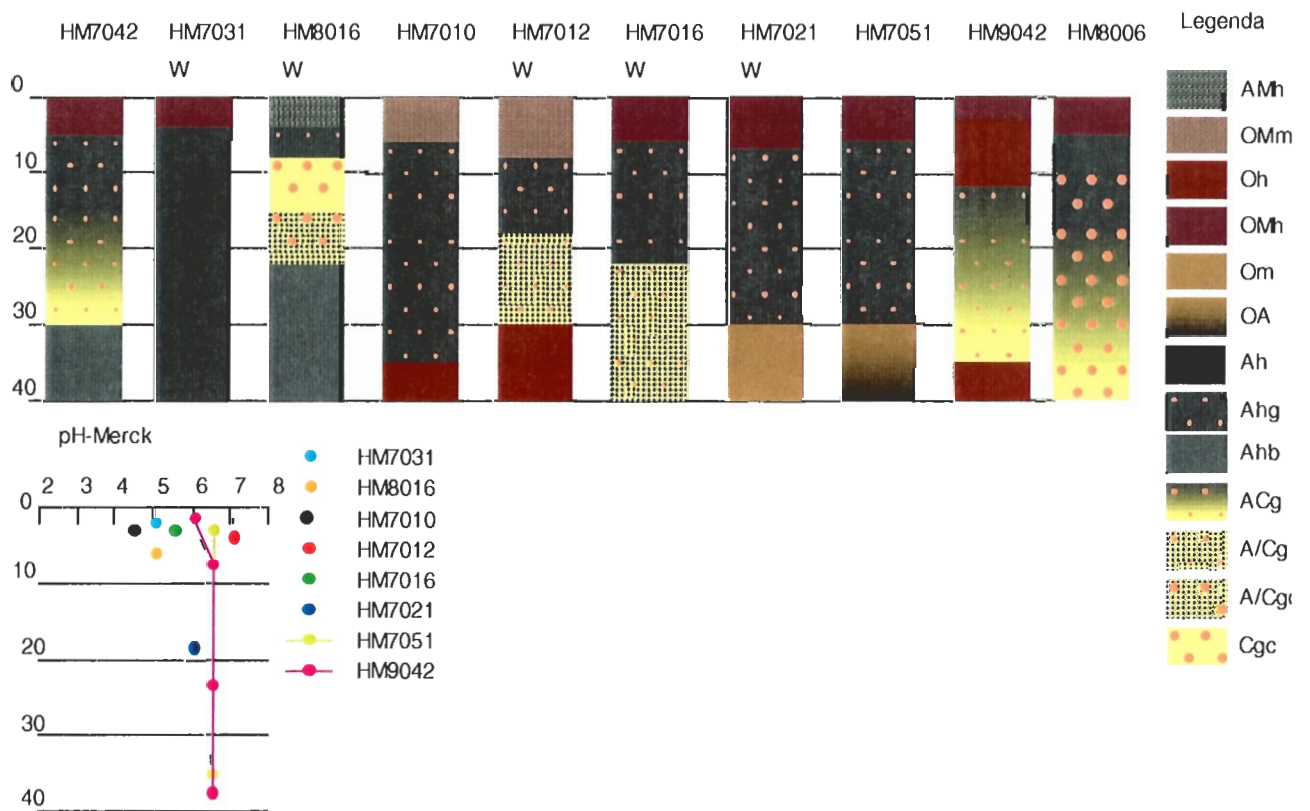 HM7042 HM7031 HM8016 HM7010 HM7012 HM7016 HM7021 HM7051 HM9042 HM8006
W W W W W
0
10
20
30
40
Legenda
AMh
OMm
Oh
OMh
Om
OA
Ah
Ahg
Ahb
ACg
A/Cg
A/Cgc
Cgc
pH-Merck
2 3 4 5 6 7 8
0
10
20
30
40
HM7031
HM8016
HM7010
HM7012
HM7016
HM7021
HM7051
HM9042